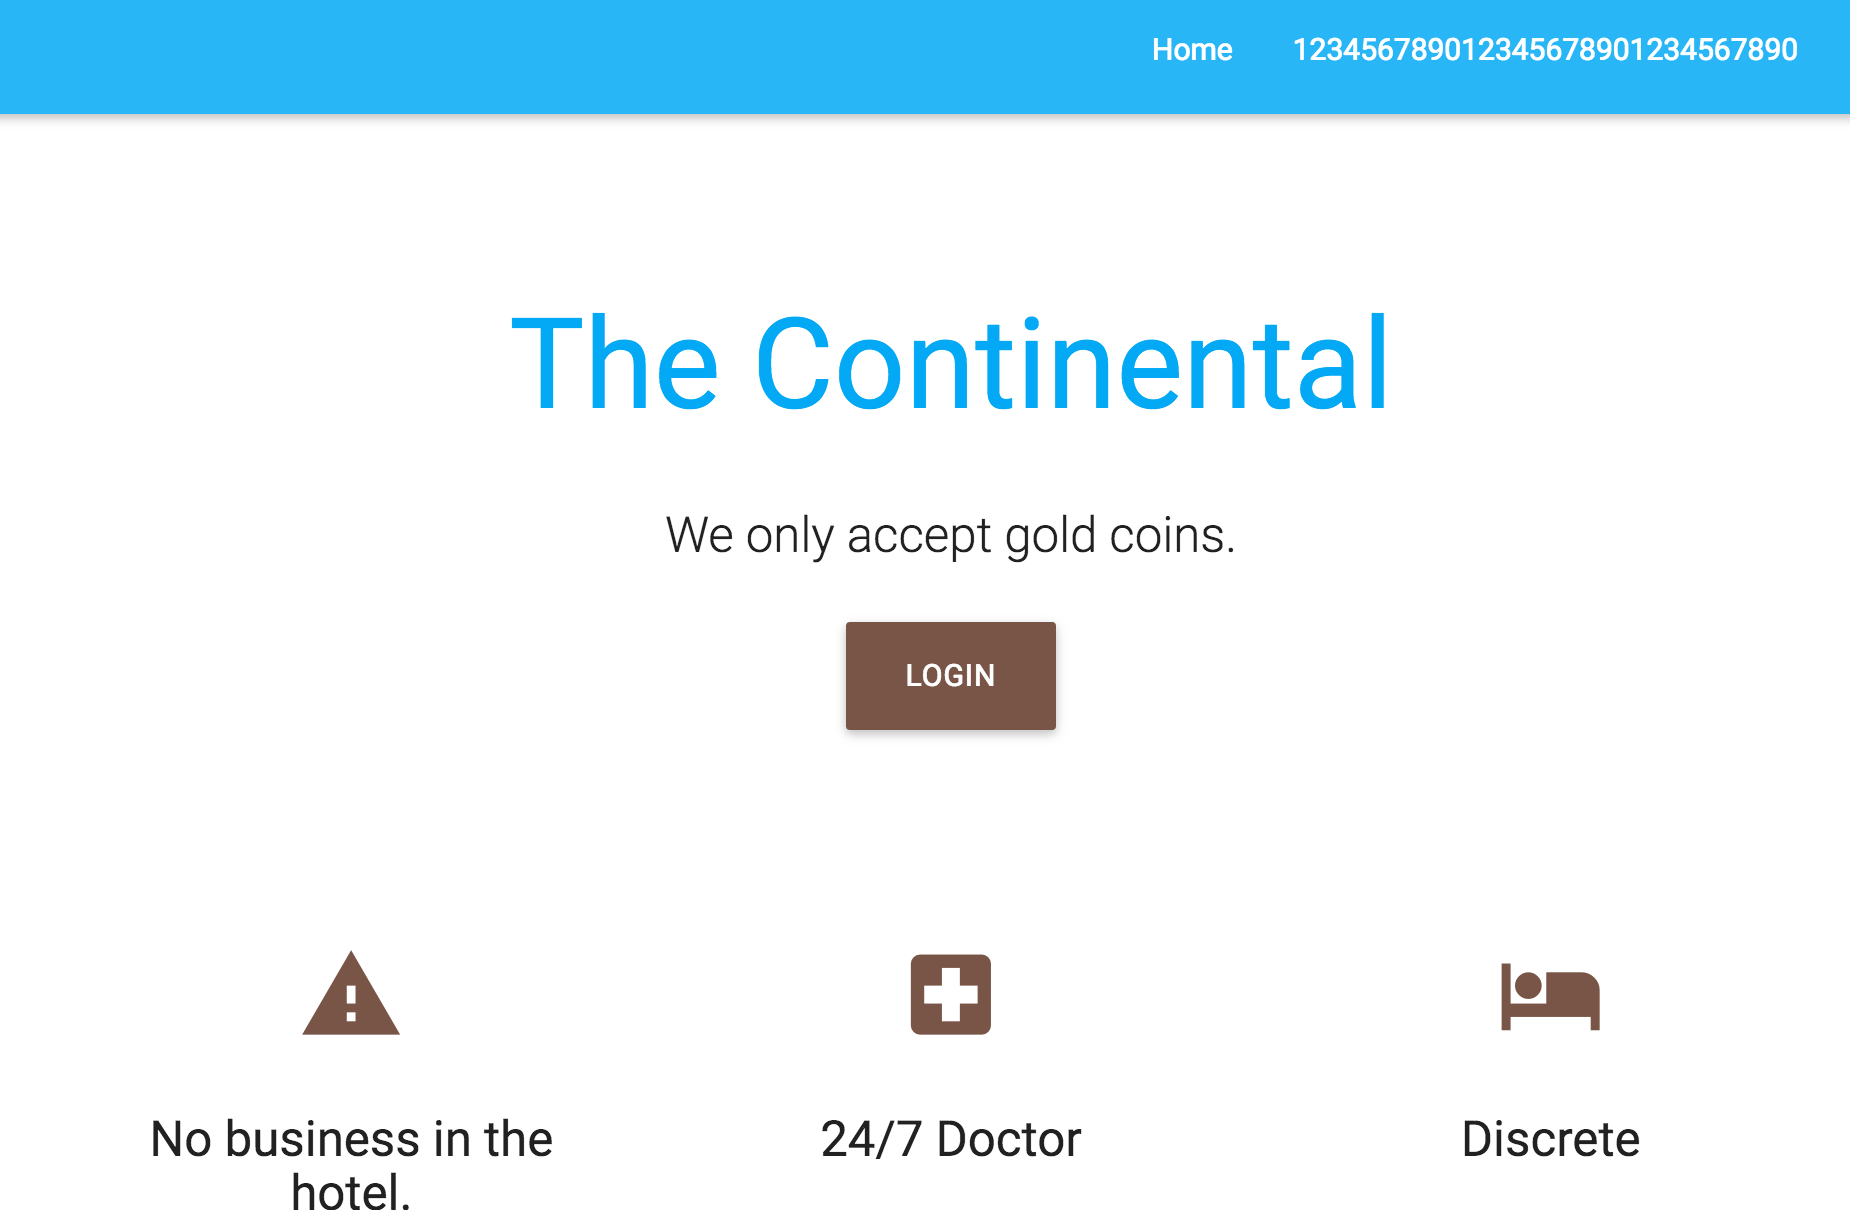 Home 123456789012345678901234567890
The Continental
We only accept gold coins.
LOGIN
No business in the
hotel.
24/7 Doctor
Discrete